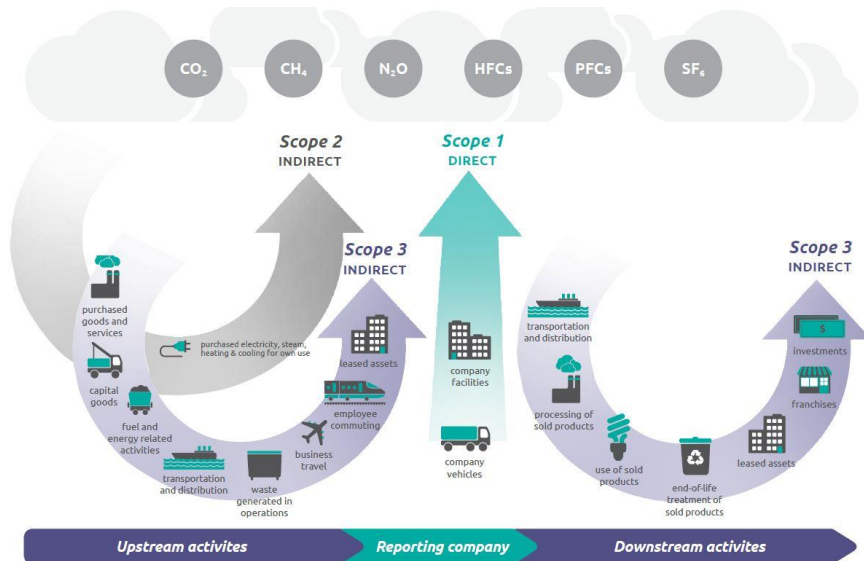 CO₂
CH₄
N₂O
HFCs
PFCs
SF₆
Scope 2
INDIRECT
Scope 1
DIRECT
Scope 3
INDIRECT
Scope 3
INDIRECT
purchased
goods and
services
capital
goods
fuel and
energy related
activities
purchased electricity, steam,
heating & cooling for own use
transportation
and distribution
waste
generated in
operations
business
travel
employee
commuting
leased assets
company
facilities
company
vehicles
transportation
and distribution
processing of
sold products
use of sold
products
end-of-life
treatment of
sold products
leased assets
franchises
$
investments
Upstream activites
Reporting company
Downstream activites